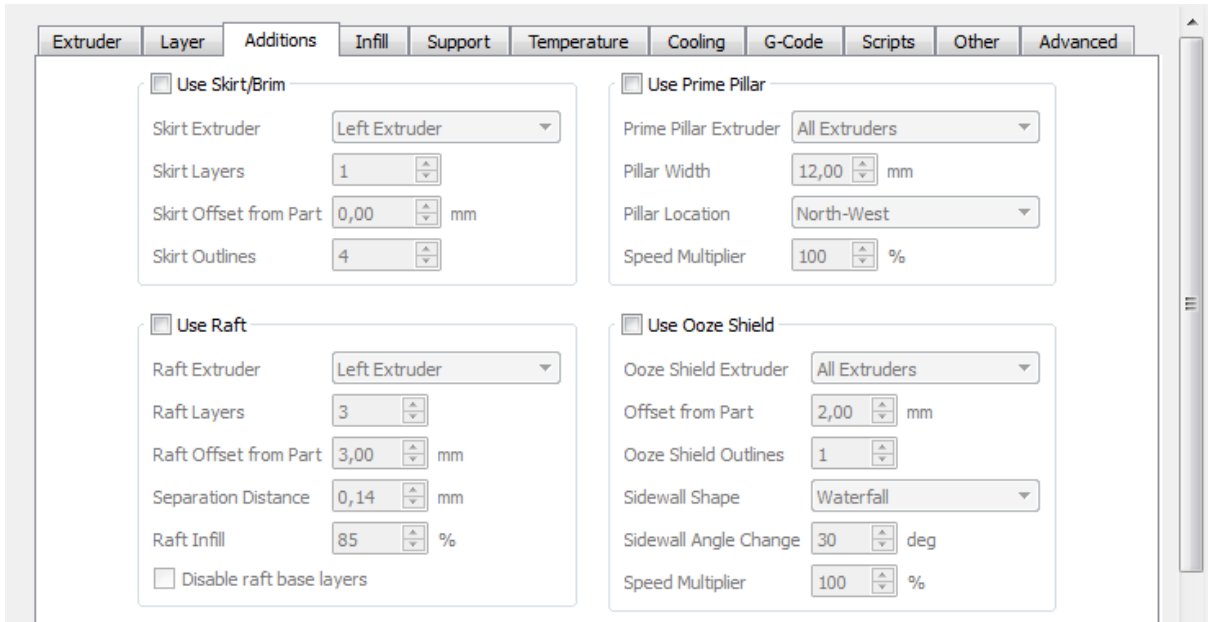 Extruder Layer Additions Infill Support Temperature Cooling G-Code Scripts Other Advanced
Use Skirt/Brim
Skirt Extruder Left Extruder
Skirt Layers 1
Skirt Offset from Part 0,00 mm
Skirt Outlines 4
Use Prime Pillar
Prime Pillar Extruder All Extruders
Pillar Width 12,00 mm
Pillar Location North-West
Speed Multiplier 100 %
Use Raft
Raft Extruder Left Extruder
Raft Layers 3
Raft Offset from Part 3,00 mm
Separation Distance 0,14 mm
Raft Infill 85 %
Disable raft base layers
Use Ooze Shield
Ooze Shield Extruder All Extruders
Offset from Part 2,00 mm
Ooze Shield Outlines 1
Sidewall Shape Waterfall
Sidewall Angle Change 30 deg
Speed Multiplier 100 %